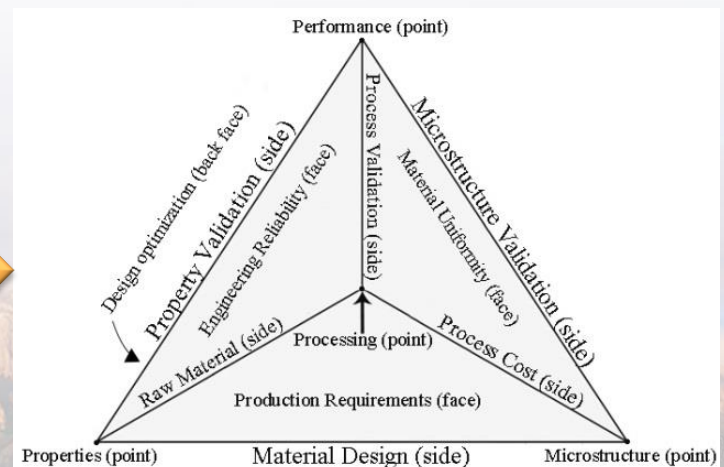 Performance (point)
Design optimization (back face)
Property Validation (side)
Engineering Reliability (face)
Process Validation (side)
Material Uniformity (face)
Microstructure Validation (side)
Raw Material (side)
Processing (point)
Process Cost (side)
Production Requirements (face)
Properties (point)
Material Design (side)
Microstructure (point)